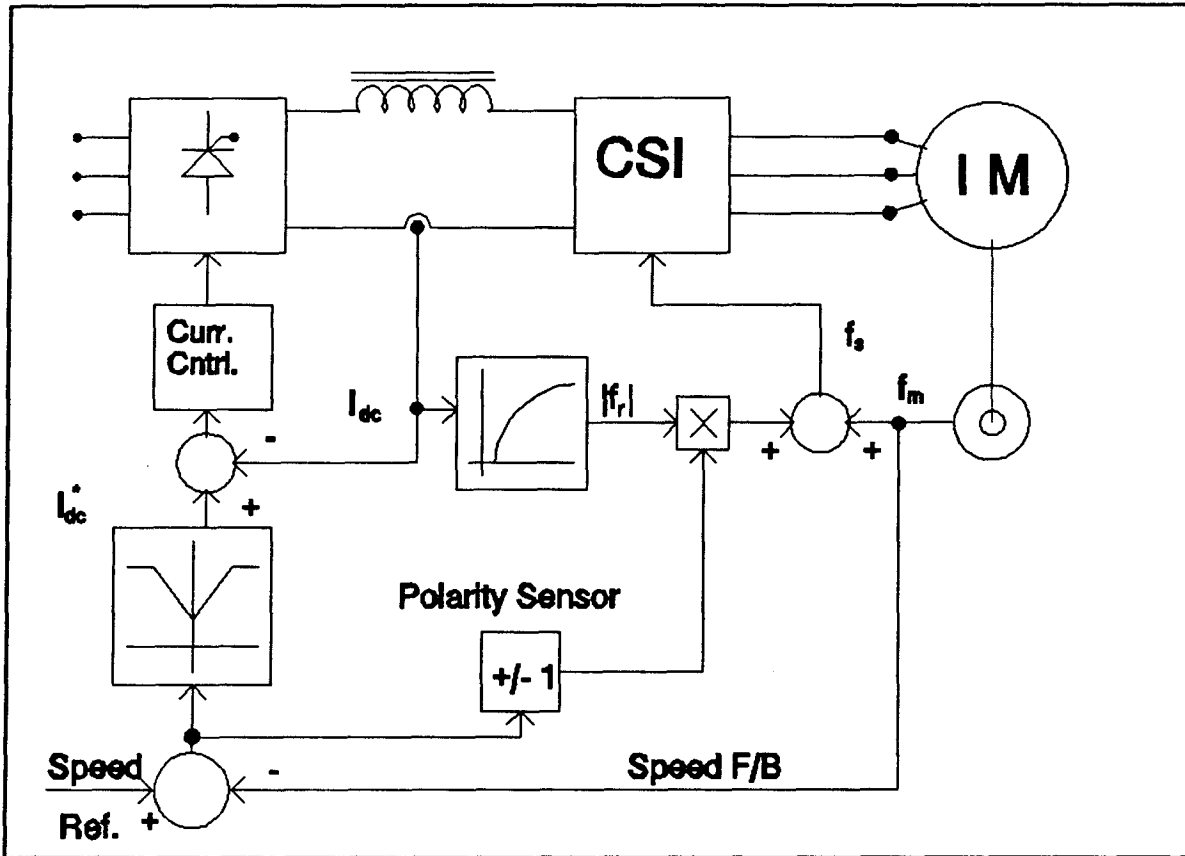 CSI
I M
Curr.
Cntrl.
I_dc
|f_r|
×
f_s
f_m
+
+
-
+
I*_dc
Polarity Sensor
+/- 1
Speed
-
Speed F/B
Ref.
+